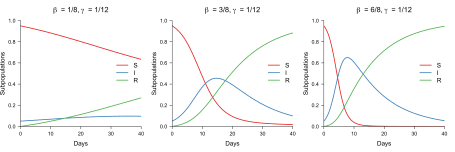 β = 1/8, γ = 1/12
Subpopulations
1.0
0.8
0.6
0.4
0.2
0.0
0 10 20 30 40
Days
S
I
R
β = 3/8, γ = 1/12
Subpopulations
1.0
0.8
0.6
0.4
0.2
0.0
0 10 20 30 40
Days
S
I
R
β = 6/8, γ = 1/12
Subpopulations
1.0
0.8
0.6
0.4
0.2
0.0
0 10 20 30 40
Days
S
I
R